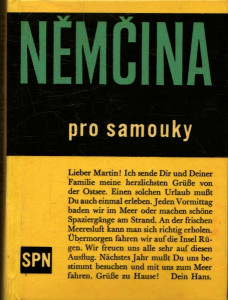 NĚMČINA
pro samouky
Lieber Martin! Ich sende Dir und Deiner
Familie meine herzlichsten Grüße von
der Ostsee. Einen solchen Urlaub mußt
Du auch einmal erleben. Jeden Vormittag
baden wir im Meer oder machen schöne
Spaziergänge am Strand. An der frischen
Meeresluft kann man sich richtig erholen.
Übermorgen fahren wir auf die Insel Rü-
gen. Wir freuen uns alle sehr auf diesen
Ausflug. Nächstes Jahr mußt Du uns be-
stimmt besuchen und mit uns zum Meer
fahren. Grüße zu Hause! Dein Hans.
SPN